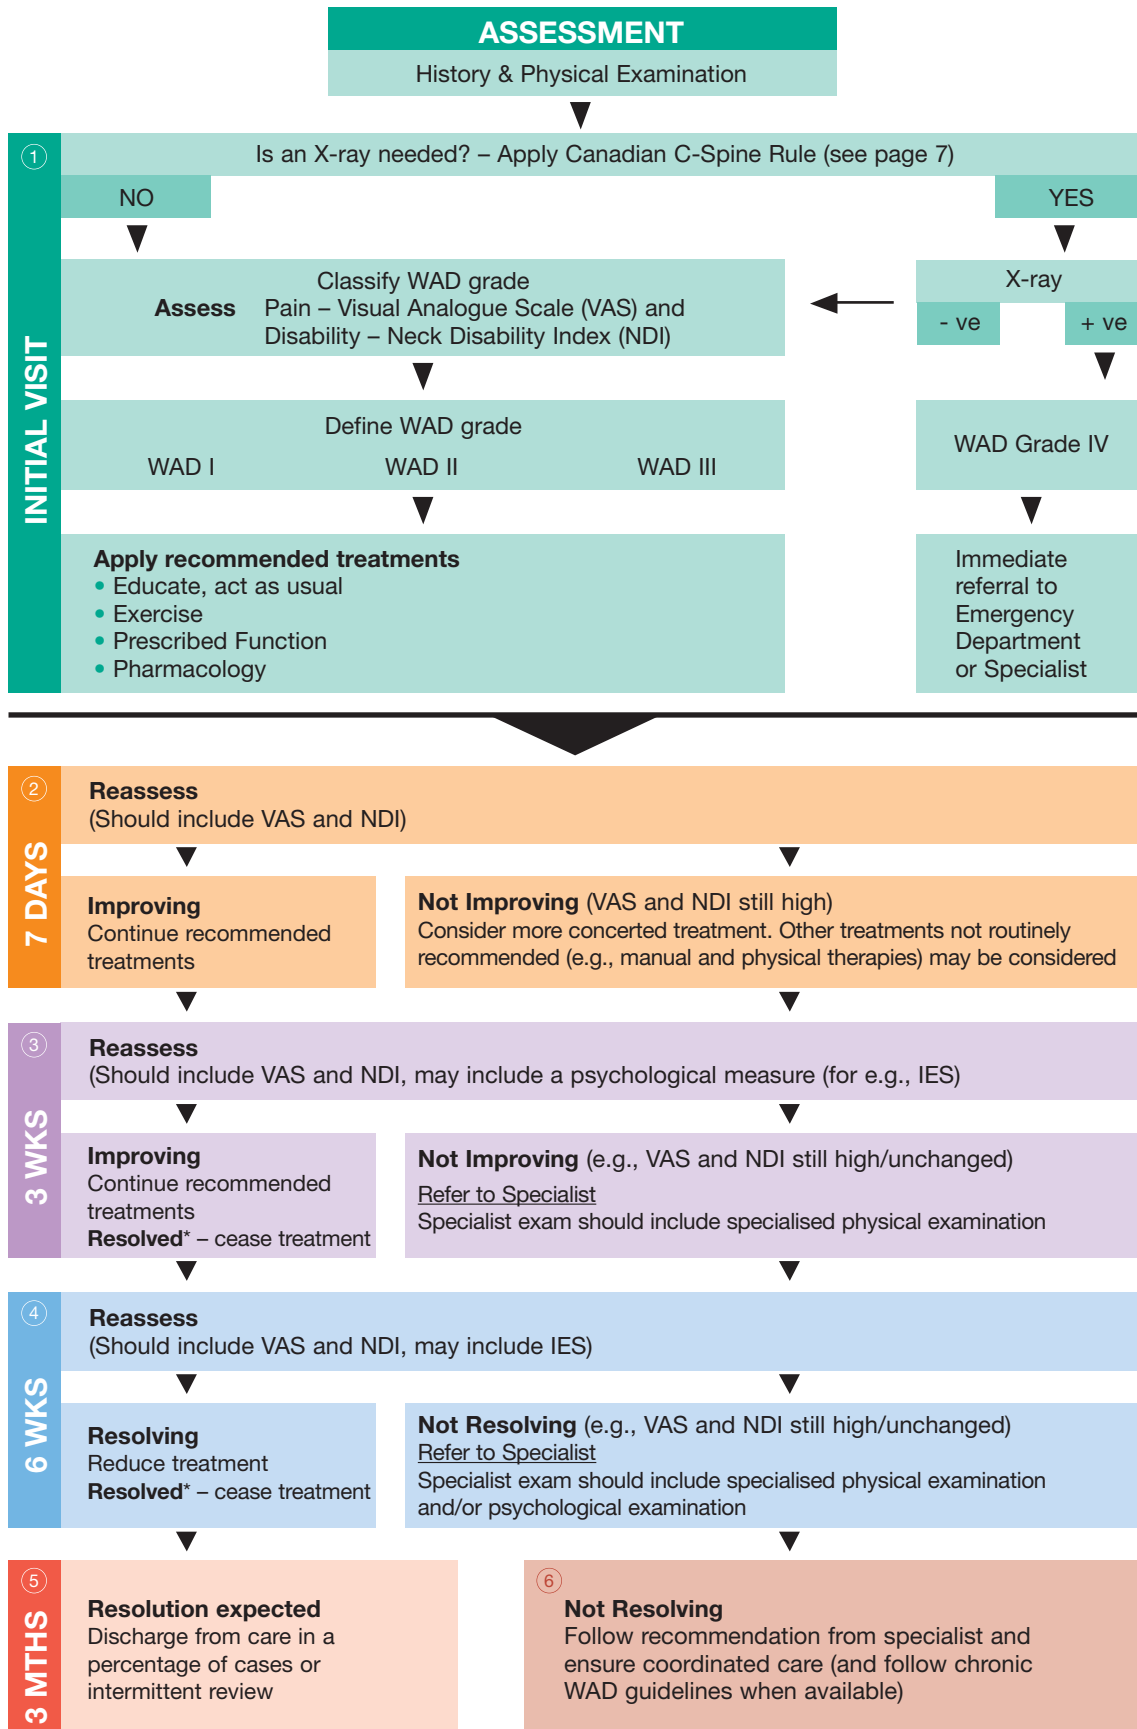 ASSESSMENT
History & Physical Examination
1
INITIAL VISIT
Is an X-ray needed? – Apply Canadian C-Spine Rule (see page 7)
NO
YES
Classify WAD grade
Assess Pain – Visual Analogue Scale (VAS) and
Disability – Neck Disability Index (NDI)
X-ray
- ve
+ ve
Define WAD grade
WAD I
WAD II
WAD III
WAD Grade IV
Apply recommended treatments
• Educate, act as usual
• Exercise
• Prescribed Function
• Pharmacology
Immediate
referral to
Emergency
Department
or Specialist
2
7 DAYS
Reassess
(Should include VAS and NDI)
Improving
Continue recommended
treatments
Not Improving (VAS and NDI still high)
Consider more concerted treatment. Other treatments not routinely
recommended (e.g., manual and physical therapies) may be considered
3
3 WKS
Reassess
(Should include VAS and NDI, may include a psychological measure (for e.g., IES)
Improving
Continue recommended
treatments
Resolved* – cease treatment
Not Improving (e.g., VAS and NDI still high/unchanged)
Refer to Specialist
Specialist exam should include specialised physical examination
4
6 WKS
Reassess
(Should include VAS and NDI, may include IES)
Resolving
Reduce treatment
Resolved* – cease treatment
Not Resolving (e.g., VAS and NDI still high/unchanged)
Refer to Specialist
Specialist exam should include specialised physical examination
and/or psychological examination
5
3 MTHS
Resolution expected
Discharge from care in a
percentage of cases or
intermittent review
6
Not Resolving
Follow recommendation from specialist and
ensure coordinated care (and follow chronic
WAD guidelines when available)